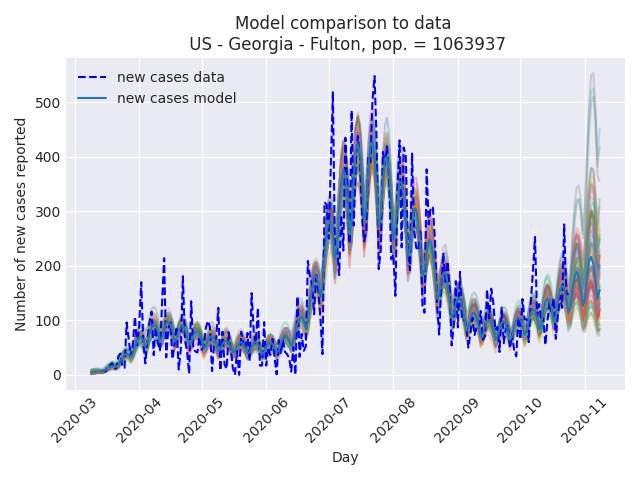 Model comparison to data
US - Georgia - Fulton, pop. = 1063937
new cases data
new cases model
Number of new cases reported
500
400
300
200
100
0
2020-03
2020-04
2020-05
2020-06
2020-07
2020-08
2020-09
2020-10
2020-11
Day